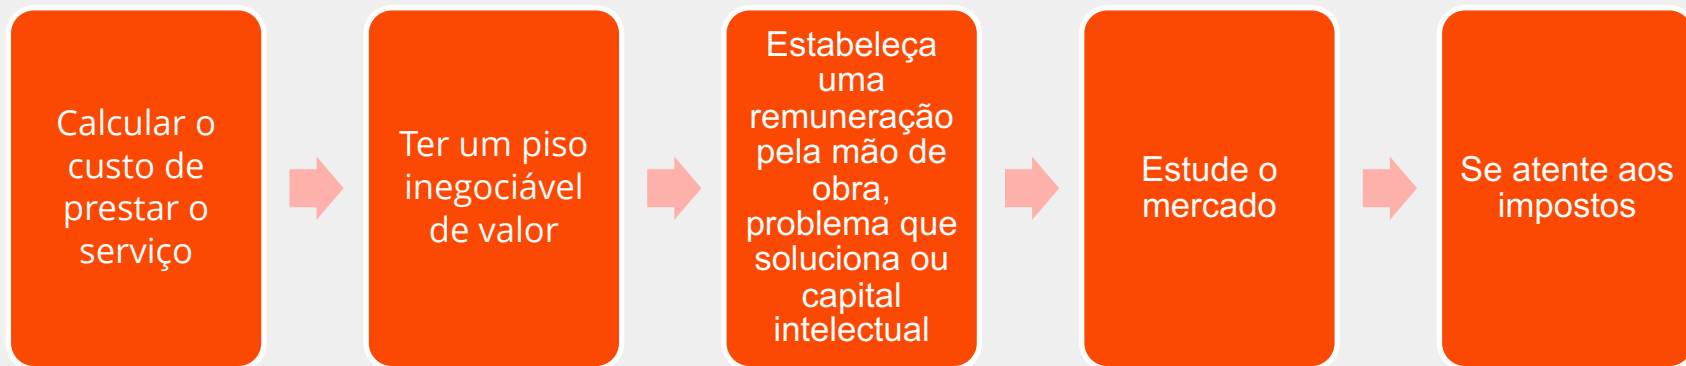 Calcular o
custo de
prestar o
serviço
Ter um piso
inegociável
de valor
Estabeleça
uma
remuneração
pela mão de
obra,
problema que
soluciona ou
capital
intelectual
Estude o
mercado
Se atente aos
impostos